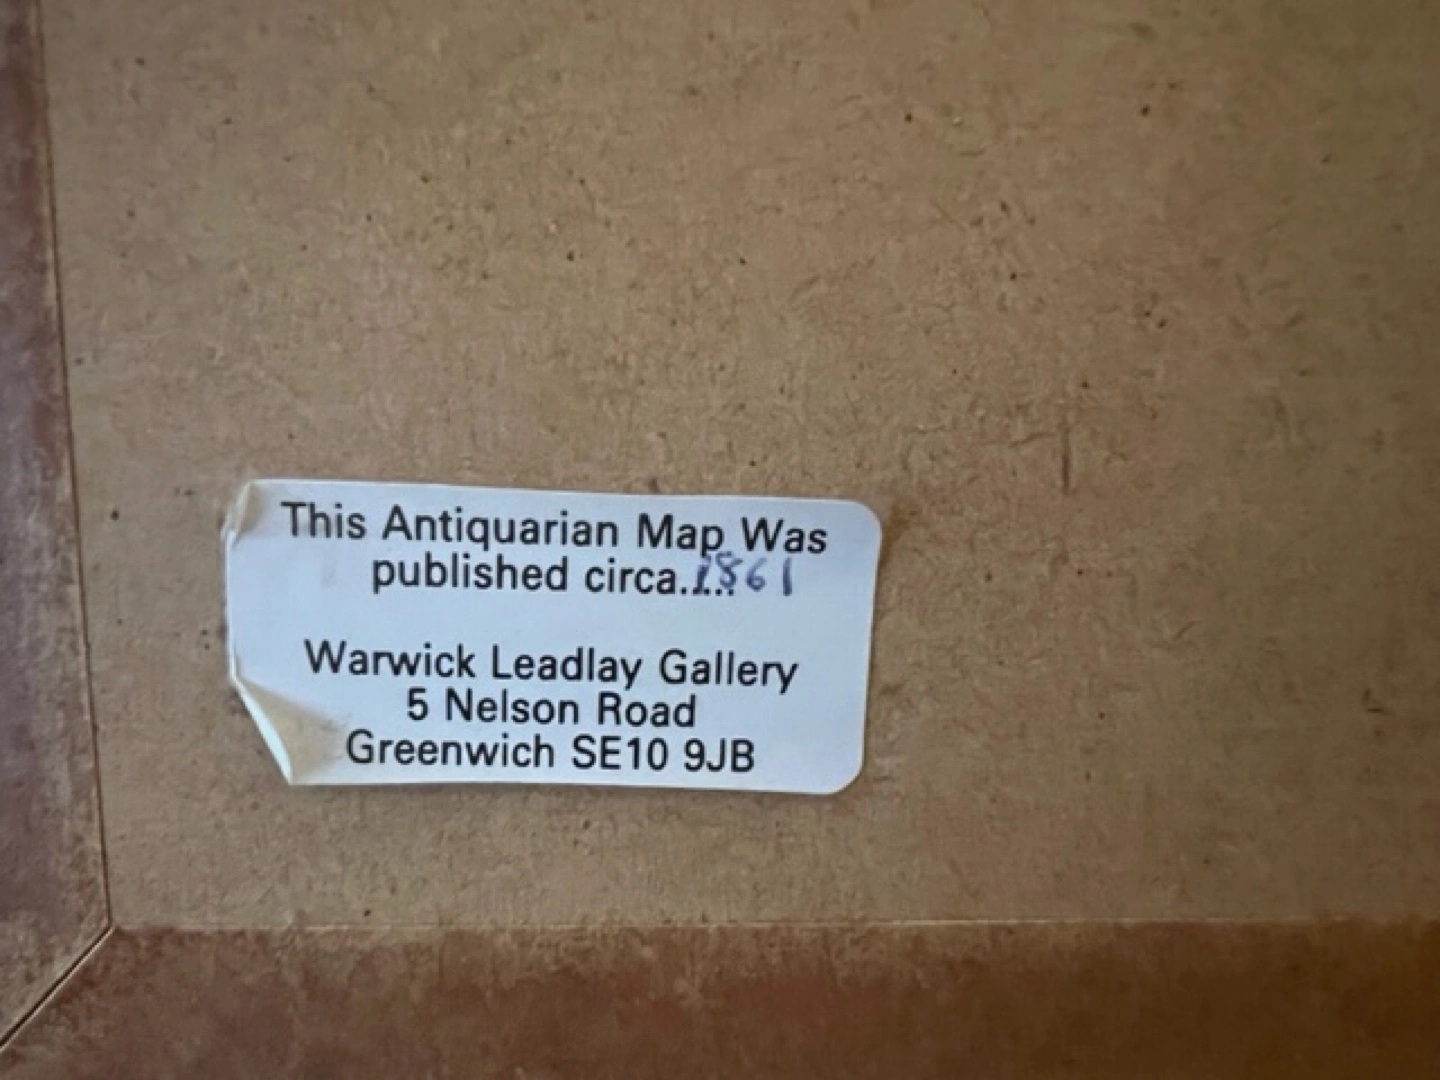 This Antiquarian Map Was
published circa....1861
Warwick Leadlay Gallery
5 Nelson Road
Greenwich SE10 9JB